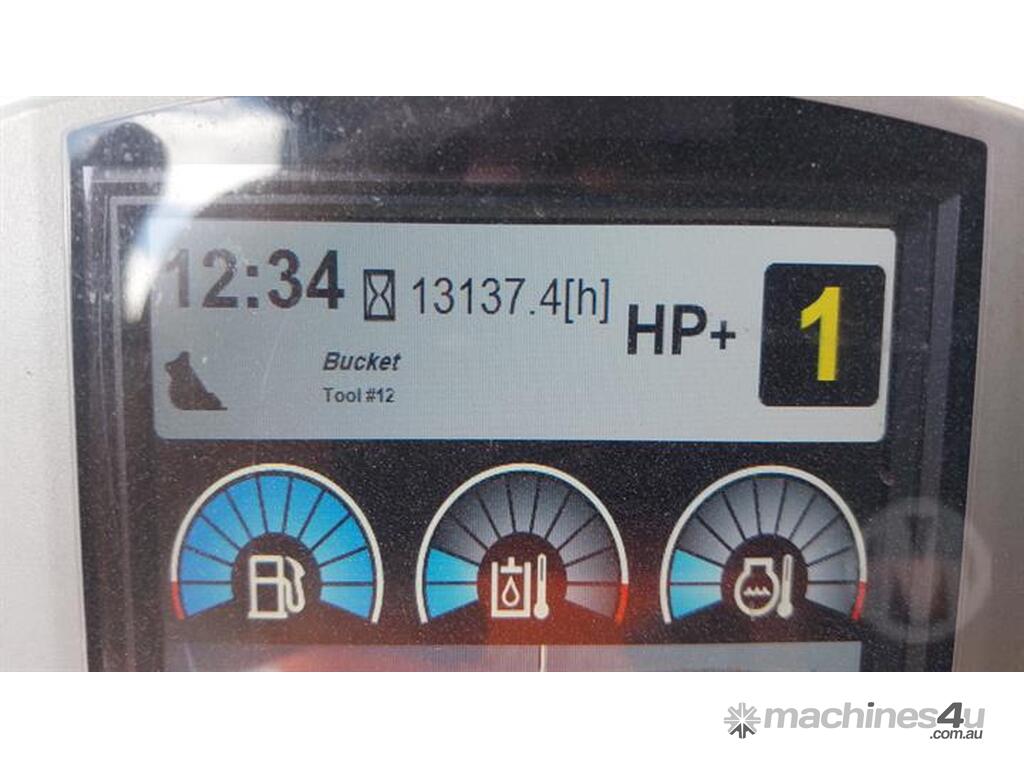 12:34 13137.4[h] HP+ 1
Bucket
Tool #12
machines4u
.com.au